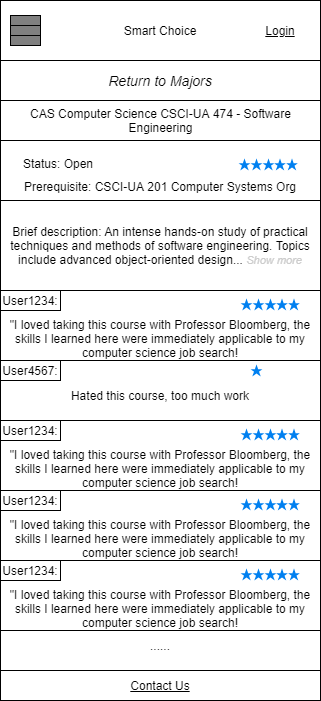 Smart Choice
Login
Return to Majors
CAS Computer Science CSCI-UA 474 - Software
Engineering
Status: Open
Prerequisite: CSCI-UA 201 Computer Systems Org
Brief description: An intense hands-on study of practical
techniques and methods of software engineering. Topics
include advanced object-oriented design... Show more
User1234:
"I loved taking this course with Professor Bloomberg, the
skills I learned here were immediately applicable to my
computer science job search!
User4567:
Hated this course, too much work
User1234:
"I loved taking this course with Professor Bloomberg, the
skills I learned here were immediately applicable to my
computer science job search!
User1234:
"I loved taking this course with Professor Bloomberg, the
skills I learned here were immediately applicable to my
computer science job search!
User1234:
"I loved taking this course with Professor Bloomberg, the
skills I learned here were immediately applicable to my
computer science job search!
......
Contact Us